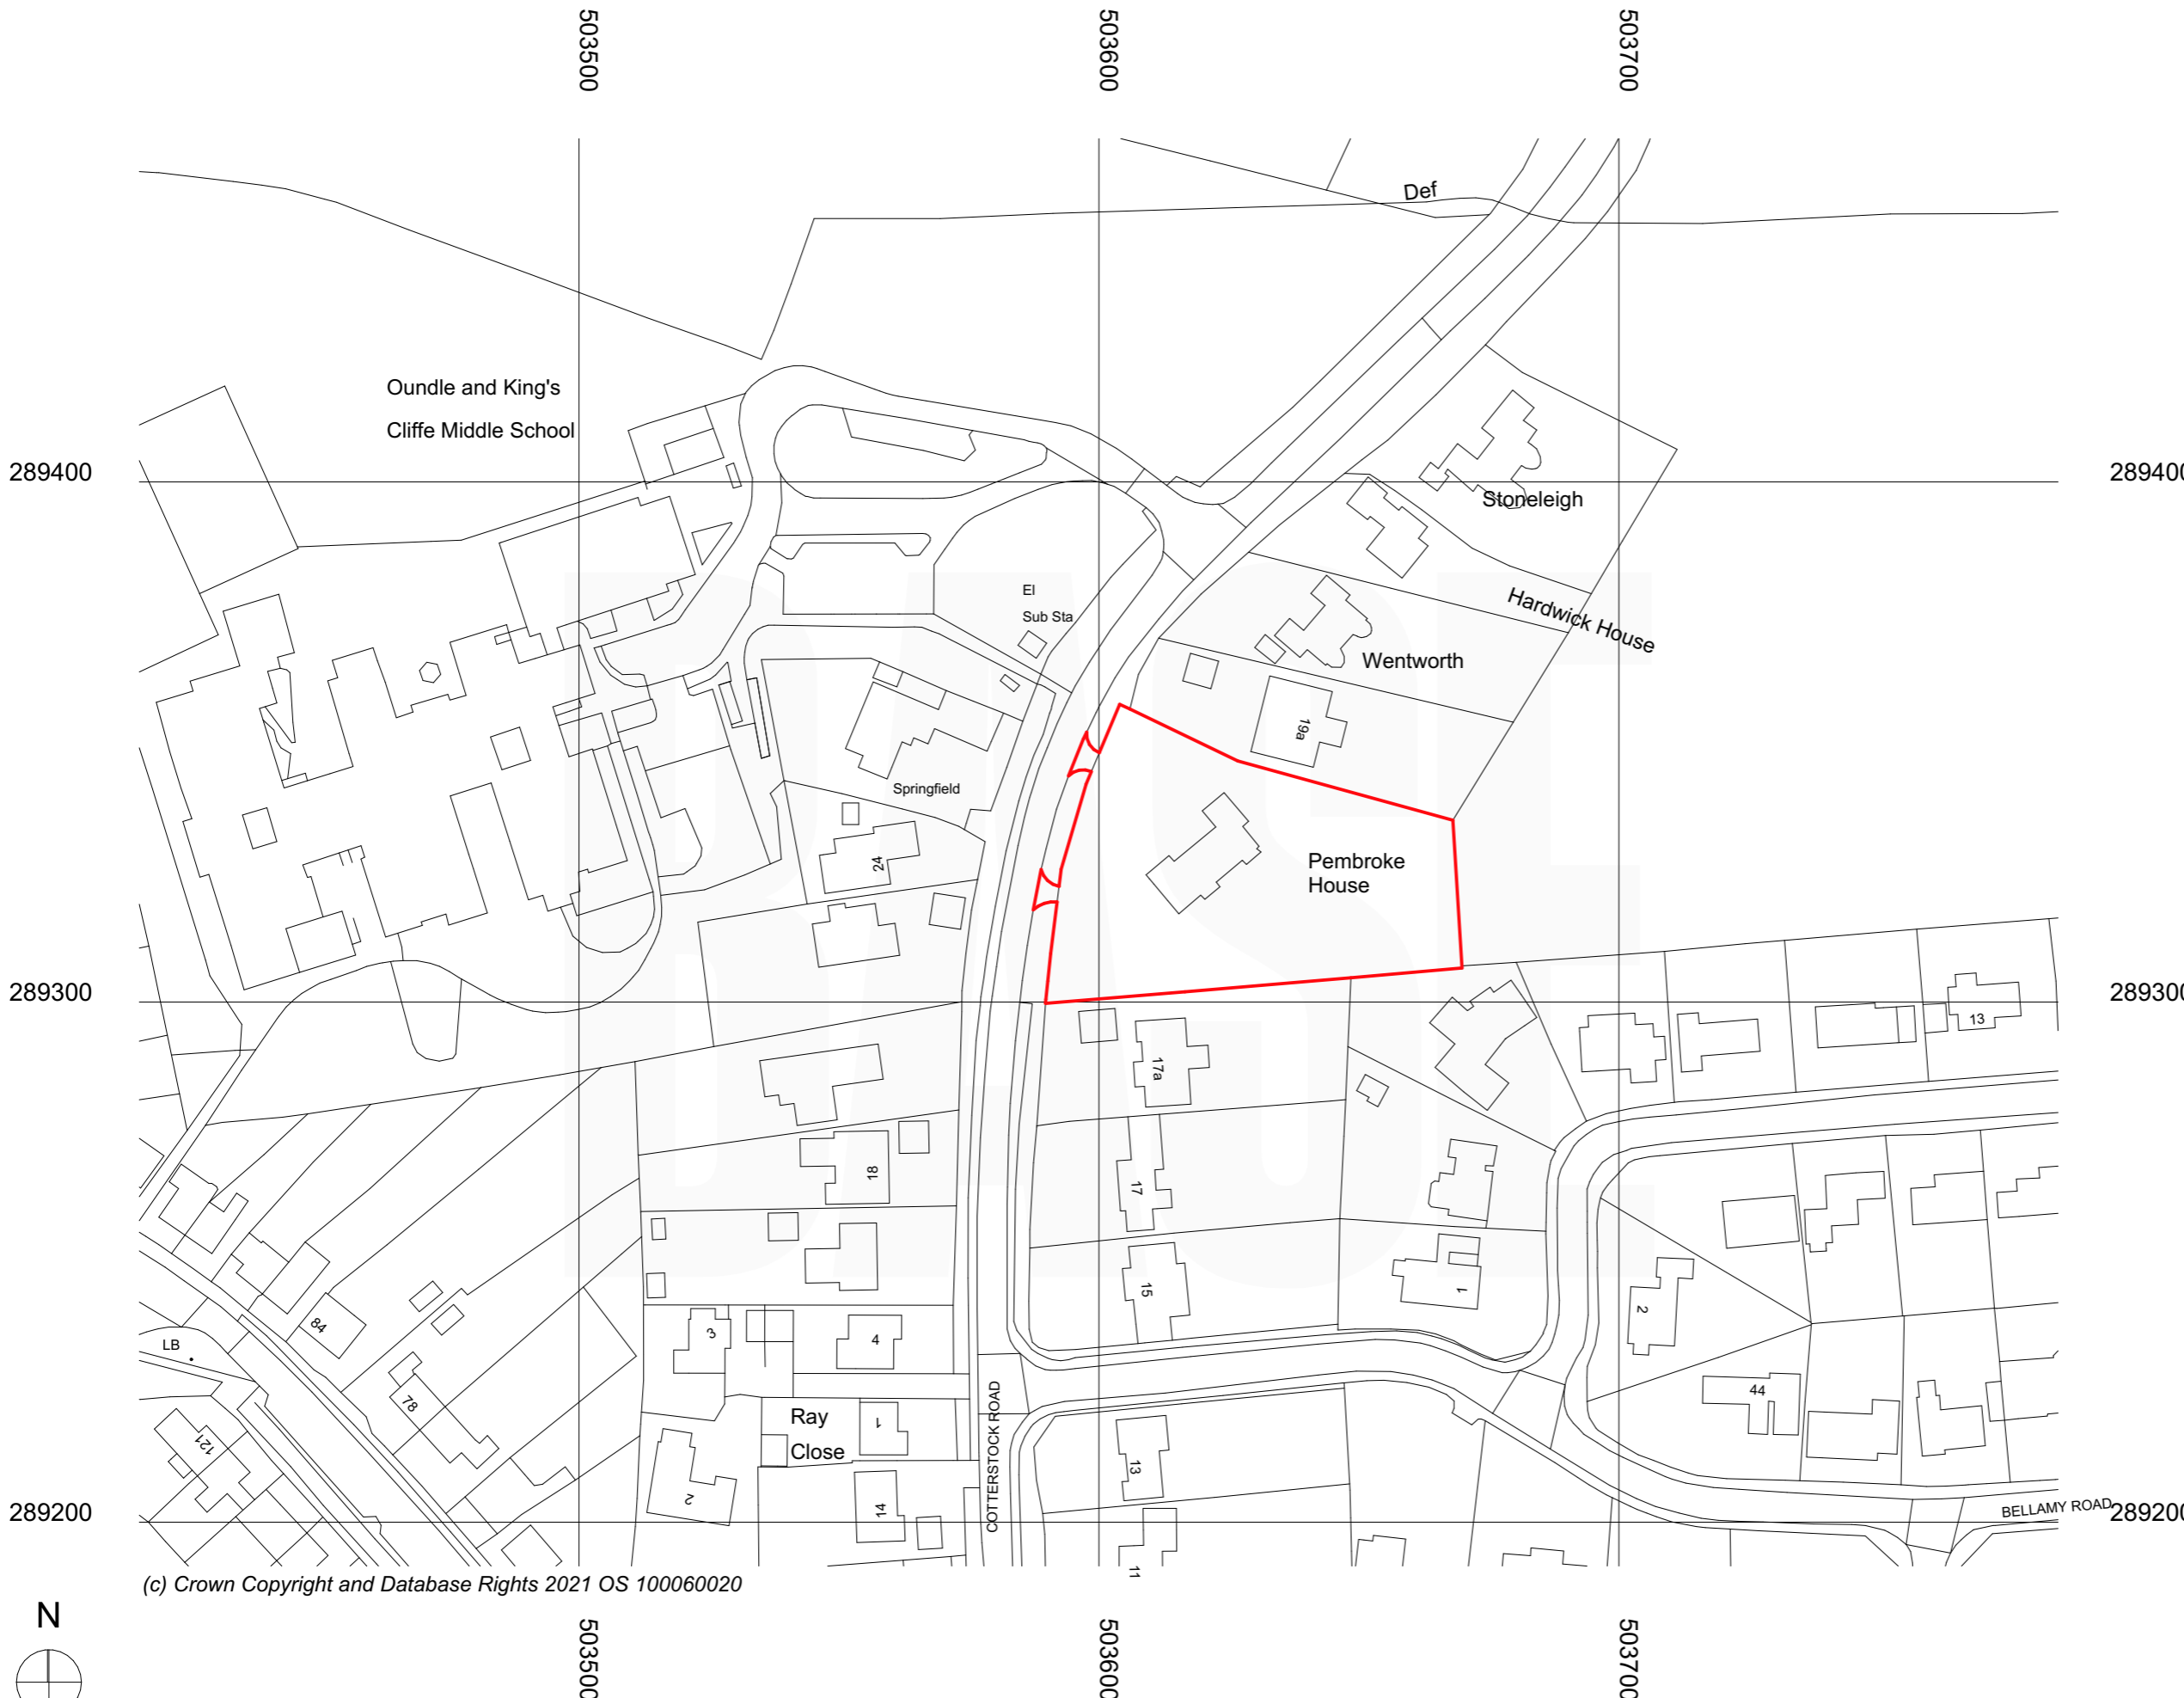 503500
503600
503700
Def
Oundle and King's
Cliffe Middle School
289400
289400
Stoneleigh
El
Sub Sta
Hardwick House
Wentworth
19a
Springfield
24
Pembroke
House
289300
289300
13
17a
18
17
15
1
2
84
3
4
LB
44
78
Ray
Close
1
COTTERSTOCK ROAD
121
13
2
14
BELLAMY ROAD
289200
289200
11
(c) Crown Copyright and Database Rights 2021 OS 100060020
N
503500
503600
503700